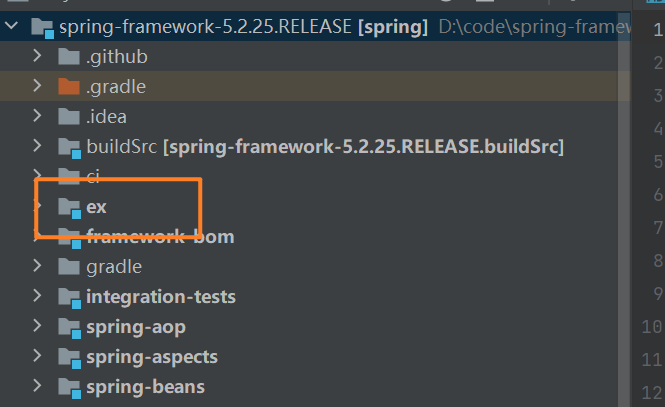 spring-framework-5.2.25.RELEASE [spring] D:\code\spring-framew
1
.github
2
.gradle
3
.idea
4
buildSrc [spring-framework-5.2.25.RELEASE.buildSrc]
5
ci
6
ex
7
framework-bom
gradle
8
integration-tests
9
spring-aop
10
spring-aspects
11
spring-beans
12